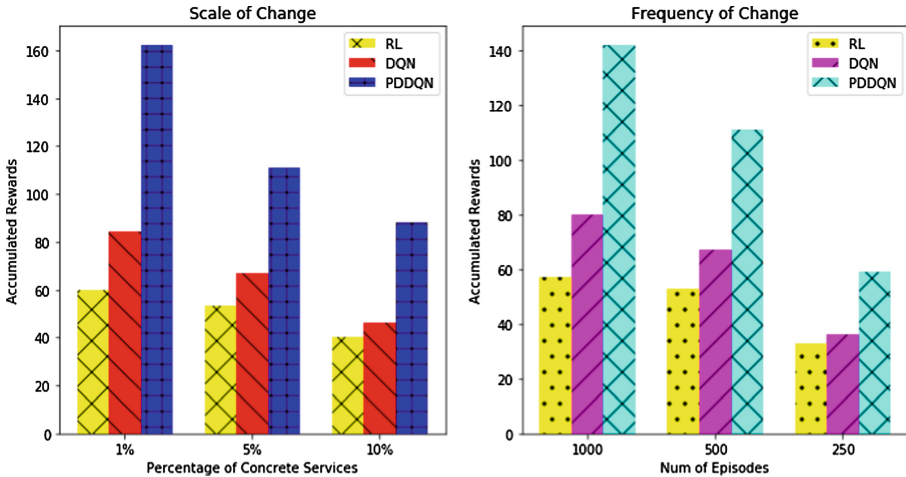 Scale of Change
Accumulated Rewards
160
140
120
100
80
60
40
20
0
RL
DQN
PDDQN
1%
5%
10%
Percentage of Concrete Services
Frequency of Change
Accumulated Rewards
140
120
100
80
60
40
20
0
RL
DQN
PDDQN
1000
500
250
Num of Episodes